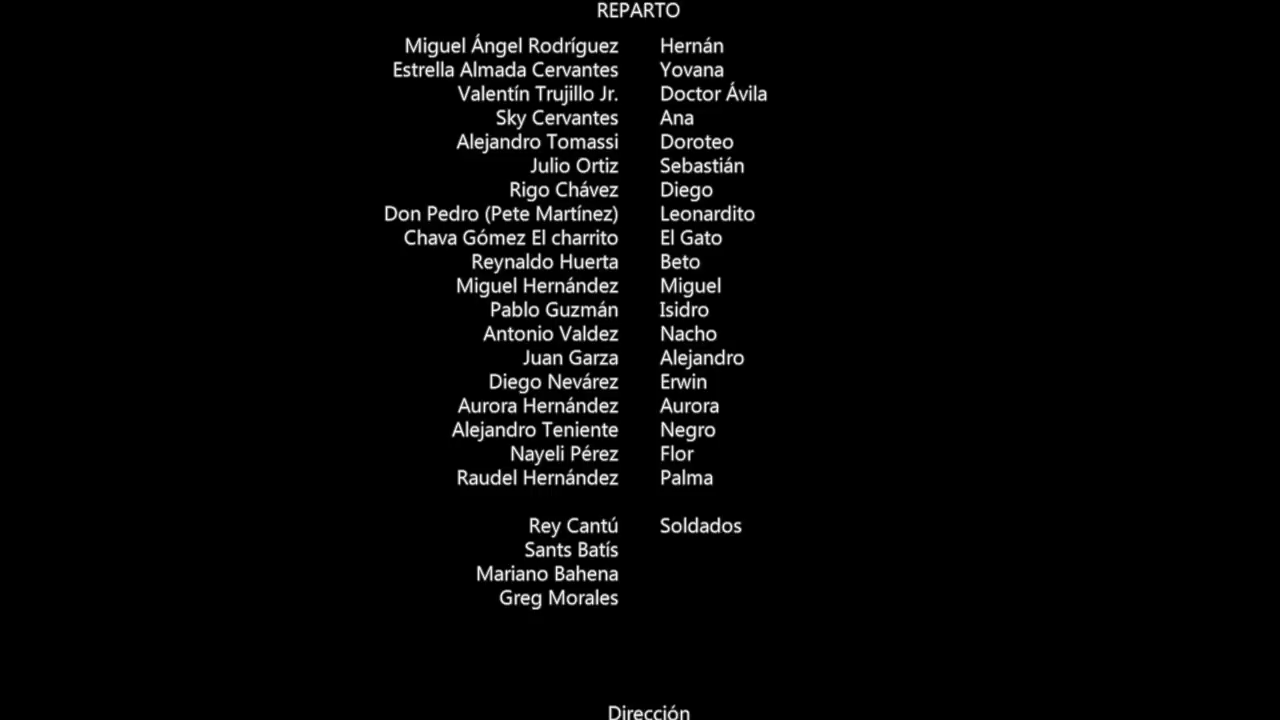 REPARTO
Miguel Ángel Rodríguez Hernán
Estrella Almada Cervantes Yovana
Valentín Trujillo Jr. Doctor Ávila
Sky Cervantes Ana
Alejandro Tomassi Doroteo
Julio Ortiz Sebastián
Rigo Chávez Diego
Don Pedro (Pete Martínez) Leonardito
Chava Gómez El charrito El Gato
Reynaldo Huerta Beto
Miguel Hernández Miguel
Pablo Guzmán Isidro
Antonio Valdez Nacho
Juan Garza Alejandro
Diego Nevárez Erwin
Aurora Hernández Aurora
Alejandro Teniente Negro
Nayeli Pérez Flor
Raudel Hernández Palma
Rey Cantú Soldados
Sants Batís
Mariano Bahena
Greg Morales
Dirección